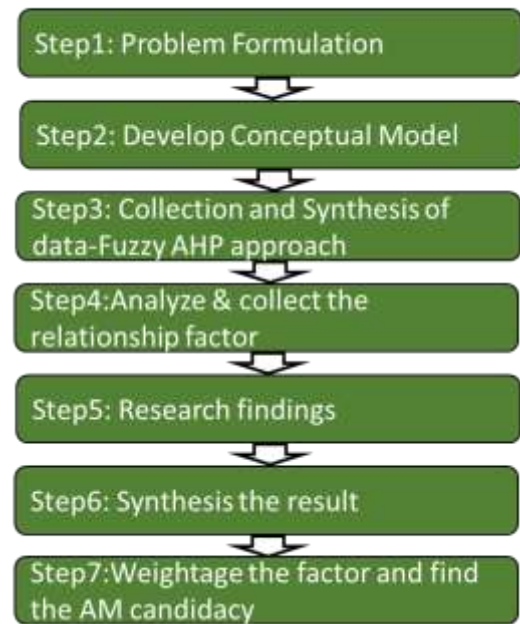 Step1: Problem Formulation
Step2: Develop Conceptual Model
Step3: Collection and Synthesis of
data-Fuzzy AHP approach
Step4:Analyze & collect the
relationship factor
Step5: Research findings
Step6: Synthesis the result
Step7:Weightage the factor and find
the AM candidacy